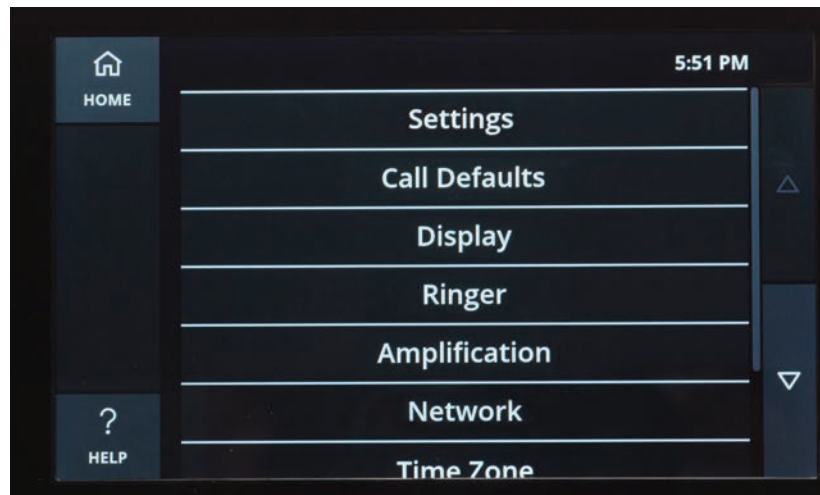 HOME
5:51 PM
Settings
Call Defaults
Display
Ringer
Amplification
Network
Time Zone
?
HELP